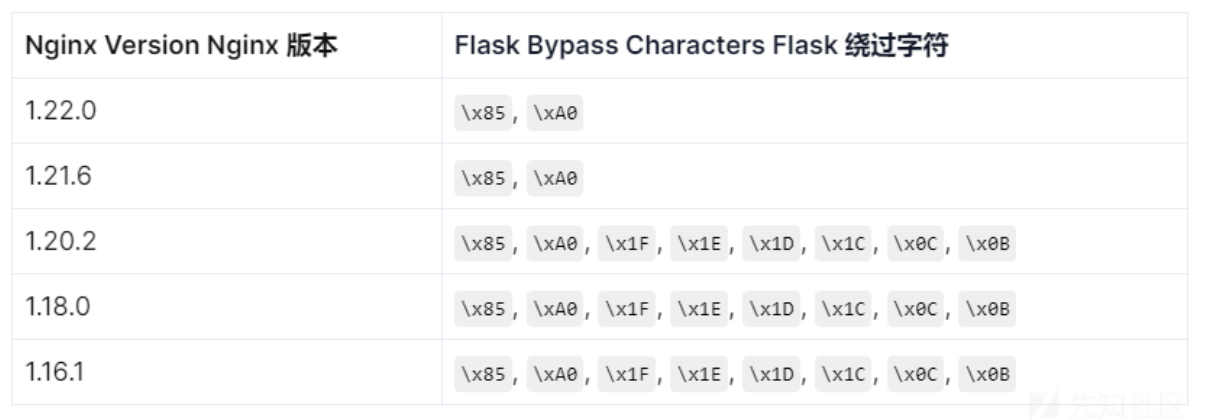 Nginx Version Nginx 版本 Flask Bypass Characters Flask 绕过字符
1.22.0 \x85, \xA0
1.21.6 \x85, \xA0
1.20.2 \x85, \xA0, \x1F, \x1E, \x1D, \x1C, \x0C, \x0B
1.18.0 \x85, \xA0, \x1F, \x1E, \x1D, \x1C, \x0C, \x0B
1.16.1 \x85, \xA0, \x1F, \x1E, \x1D, \x1C, \x0C, \x0B
先知社区